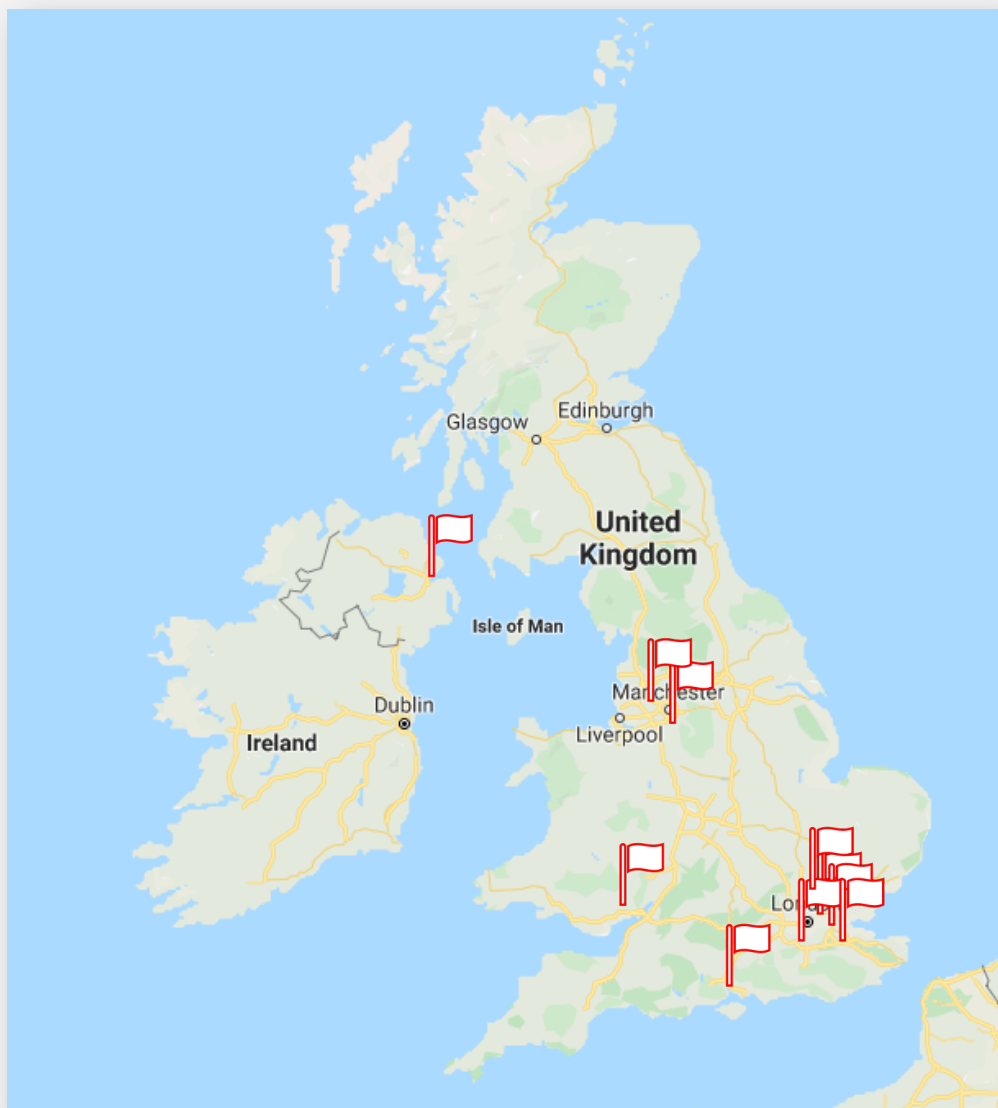 Glasgow
Edinburgh
United
Kingdom
Isle of Man
Manchester
Dublin
Liverpool
Ireland